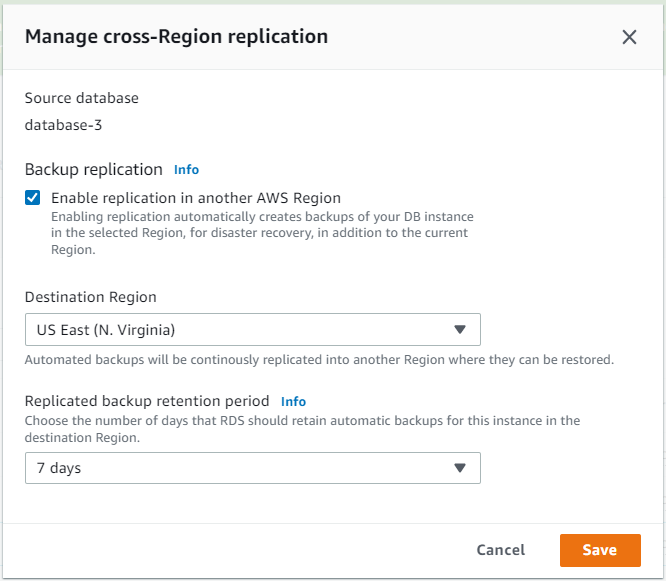 Manage cross-Region replication
Source database
database-3
Backup replication Info
Enable replication in another AWS Region
Enabling replication automatically creates backups of your DB instance
in the selected Region, for disaster recovery, in addition to the current
Region.
Destination Region
US East (N. Virginia)
Automated backups will be continously replicated into another Region where they can be restored.
Replicated backup retention period Info
Choose the number of days that RDS should retain automatic backups for this instance in the
destination Region.
7 days
Cancel Save